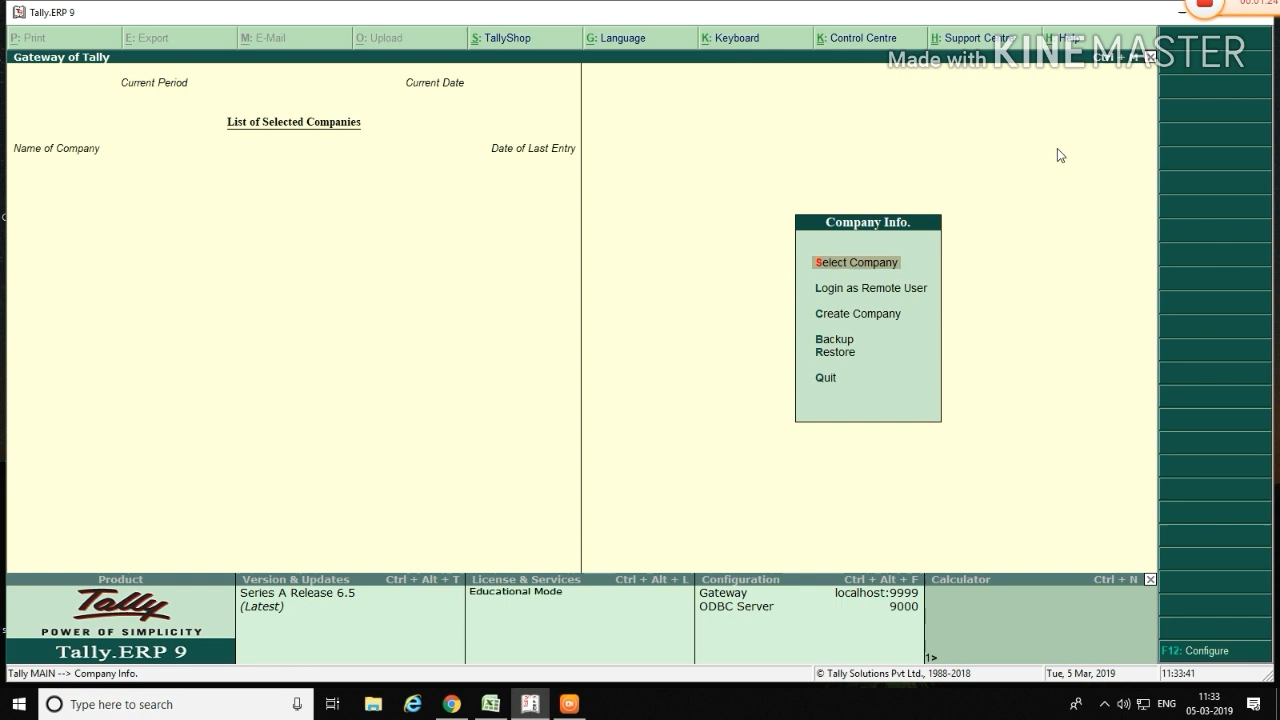 Tally.ERP 9
00:01:24
P: Print
E: Export
M: E-Mail
O: Upload
S: TallyShop
G: Language
K: Keyboard
K: Control Centre
H: Support Centre
H: Help
Made with KINEMASTER
Gateway of Tally
Ctrl + M
Current Period
Current Date
List of Selected Companies
Name of Company
Date of Last Entry
Company Info.
Select Company
Login as Remote User
Create Company
Backup
Restore
Quit
Product
Tally
POWER OF SIMPLICITY
Tally.ERP 9
Version & Updates Ctrl + Alt + T
Series A Release 6.5
(Latest)
License & Services Ctrl + Alt + L
Educational Mode
Configuration Ctrl + Alt + F
Gateway localhost:9999
ODBC Server 9000
Calculator Ctrl + N
1>
F12: Configure
Tally MAIN --> Company Info.
© Tally Solutions Pvt Ltd., 1988-2018
Tue, 5 Mar, 2019
11:33:41
Type here to search
ENG
11:33
05-03-2019